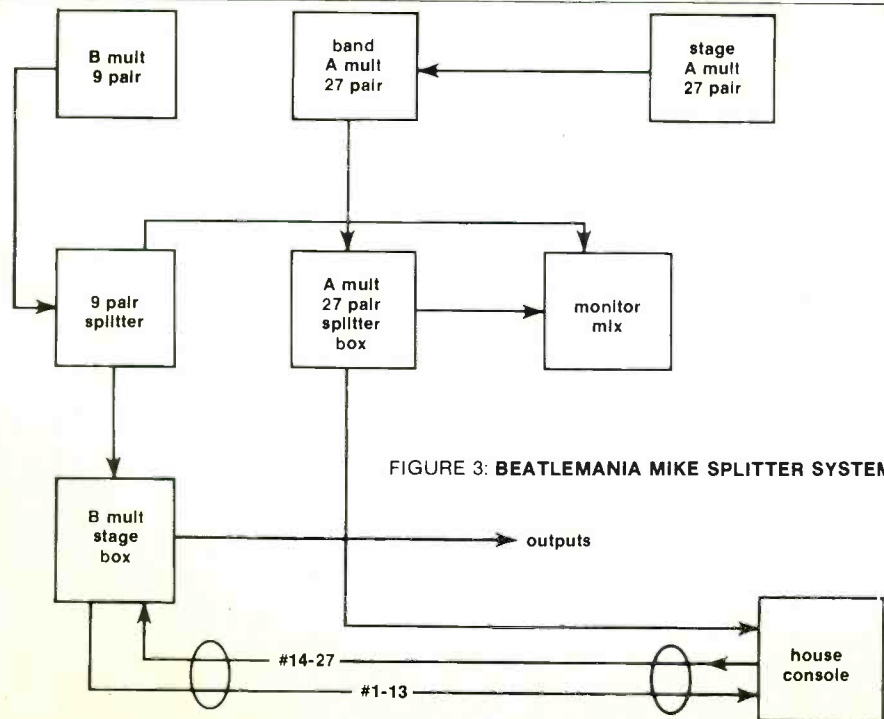 B mult
9 pair
band
A mult
27 pair
stage
A mult
27 pair
9 pair
splitter
A mult
27 pair
splitter
box
monitor
mix
FIGURE 3: BEATLEMANIA MIKE SPLITTER SYSTEM
B mult
stage
box
outputs
#14-27
#1-13
house
console